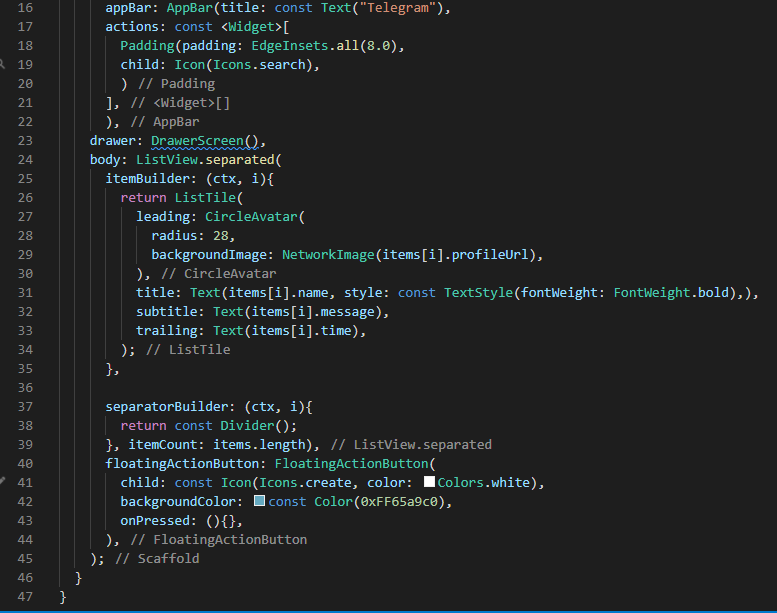 16 appBar: AppBar(title: const Text("Telegram"),
17 actions: const <Widget>[
18 Padding(padding: EdgeInsets.all(8.0),
19 child: Icon(Icons.search),
20 ) // Padding
21 ], // <Widget>[]
22 ), // AppBar
23 drawer: DrawerScreen(),
24 body: ListView.separated(
25 itemBuilder: (ctx, i){
26 return ListTile(
27 leading: CircleAvatar(
28 radius: 28,
29 backgroundImage: NetworkImage(items[i].profileUrl),
30 ), // CircleAvatar
31 title: Text(items[i].name, style: const TextStyle(fontWeight: FontWeight.bold),),
32 subtitle: Text(items[i].message),
33 trailing: Text(items[i].time),
34 ); // ListTile
35 },
36
37 separatorBuilder: (ctx, i){
38 return const Divider();
39 }, itemCount: items.length), // ListView.separated
40 floatingActionButton: FloatingActionButton(
41 child: const Icon(Icons.create, color: Colors.white),
42 backgroundColor: const Color(0xFF65a9c0),
43 onPressed: (){},
44 ), // FloatingActionButton
45 ); // Scaffold
46 }
47 }